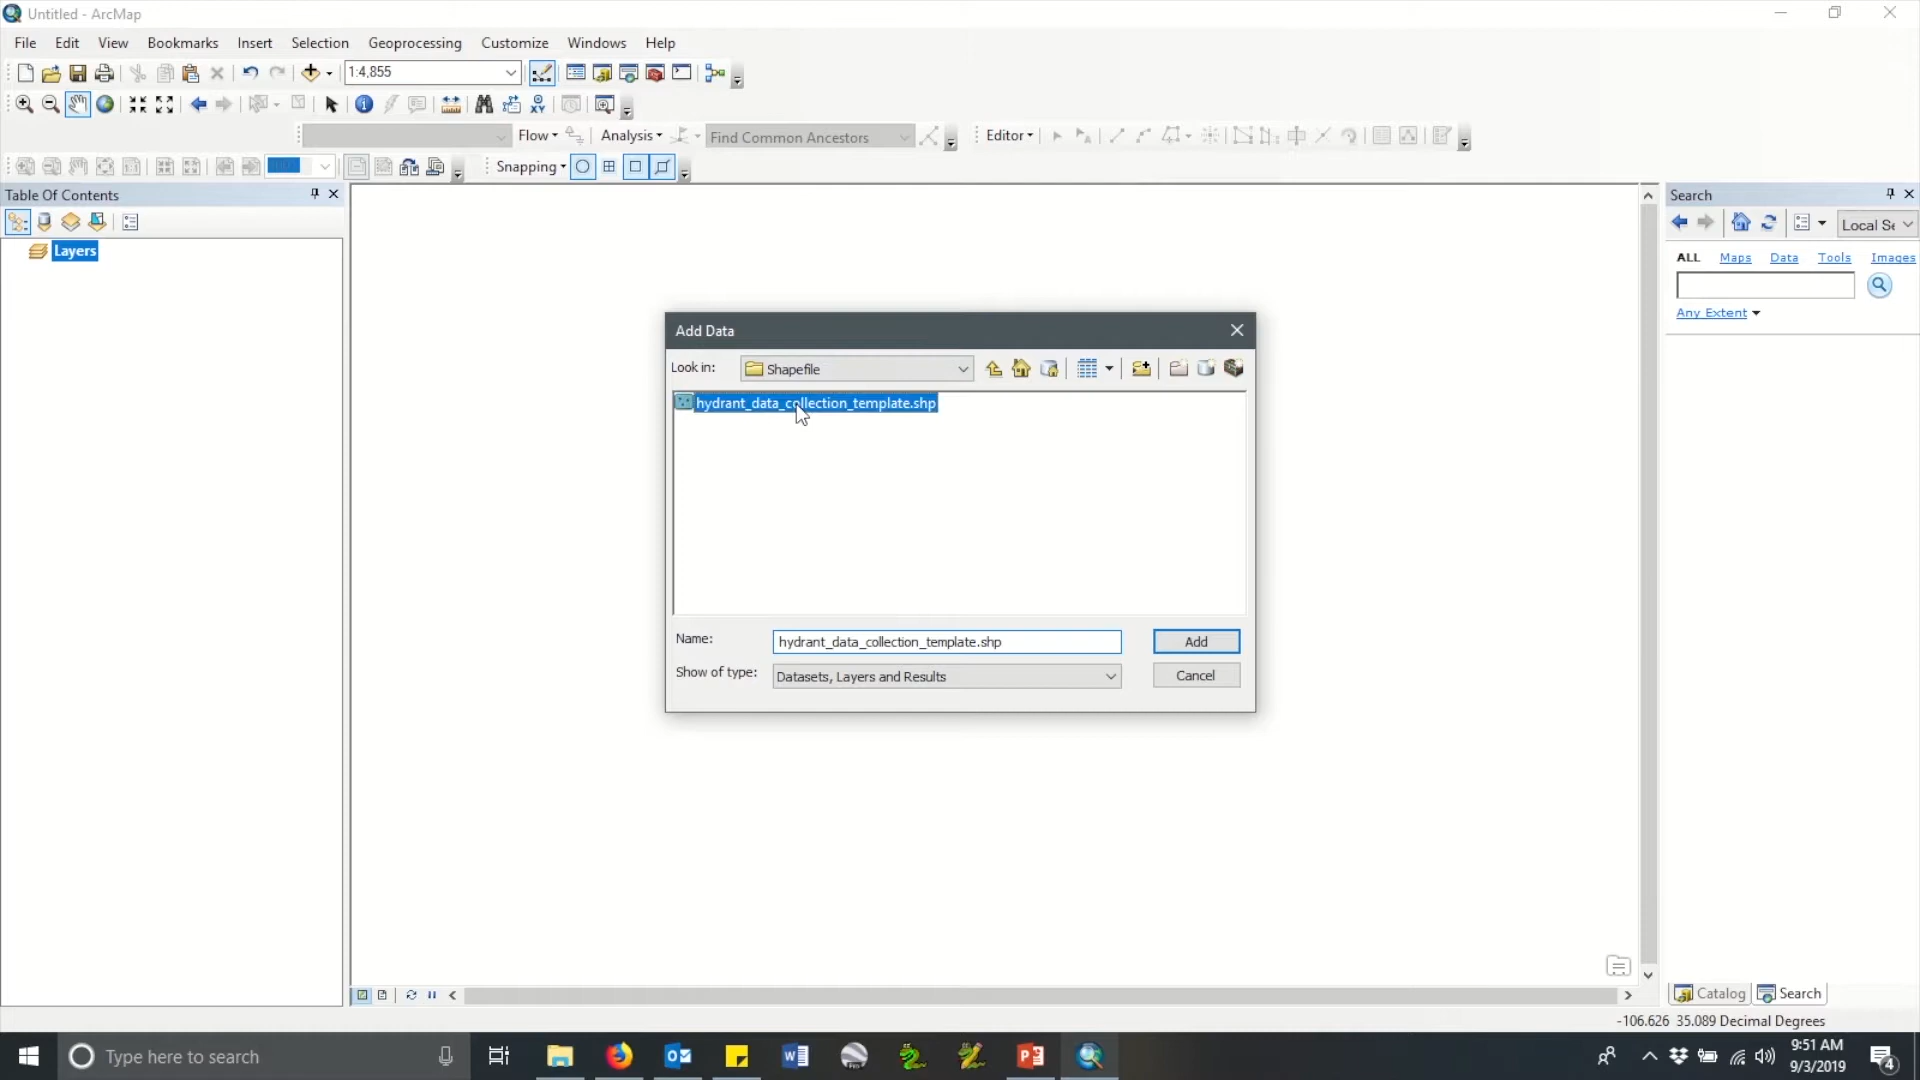 Untitled - ArcMap
File Edit View Bookmarks Insert Selection Geoprocessing Customize Windows Help
1:4,855
Flow Analysis Find Common Ancestors Editor
Snapping
Table Of Contents
Layers
Search
Local Se
ALL Maps Data Tools Images
Any Extent
Add Data
Look in: Shapefile
hydrant_data_collection_template.shp
Name: hydrant_data_collection_template.shp Add
Show of type: Datasets, Layers and Results Cancel
Catalog Search
-106.626 35.089 Decimal Degrees
Type here to search
9:51 AM
9/3/2019
4